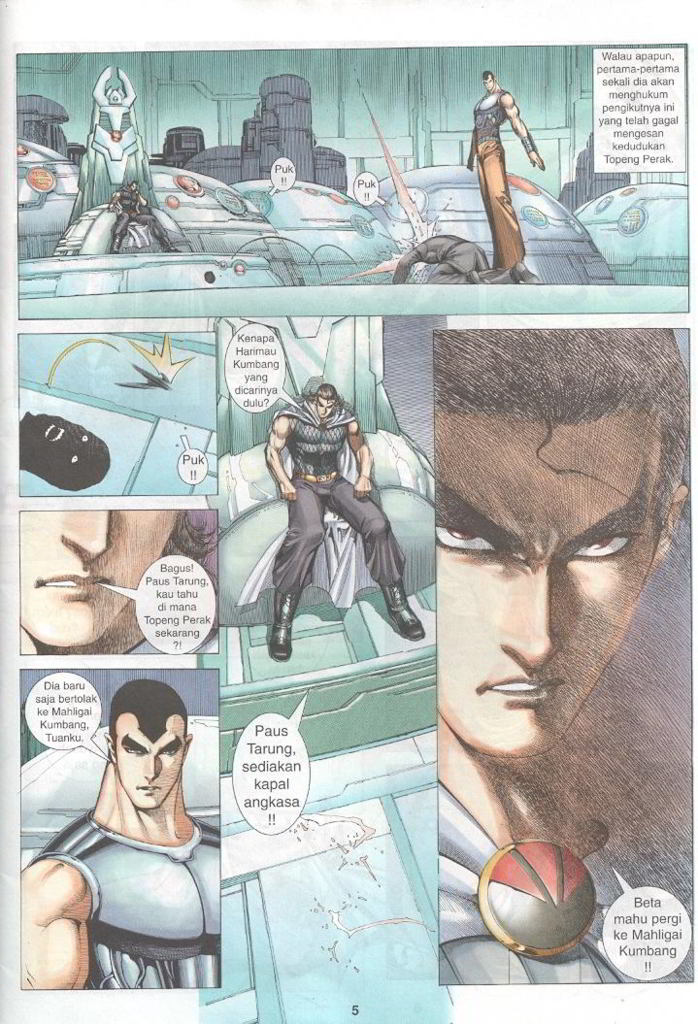 Walau apapun,
pertama-pertama
sekali dia akan
menghukum
pengikutnya ini
yang telah gagal
mengesan
kedudukan
Topeng Perak.
Puk
!!
Puk
!!
Puk
!!
Kenapa
Harimau
Kumbang
yang
dicarinya
dulu?
Bagus!
Paus Tarung,
kau tahu
di mana
Topeng Perak
sekarang
?!
Dia baru
saja bertolak
ke Mahligai
Kumbang,
Tuanku.
Paus
Tarung,
sediakan
kapal
angkasa
!!
Beta
mahu pergi
ke Mahligai
Kumbang
!!
5